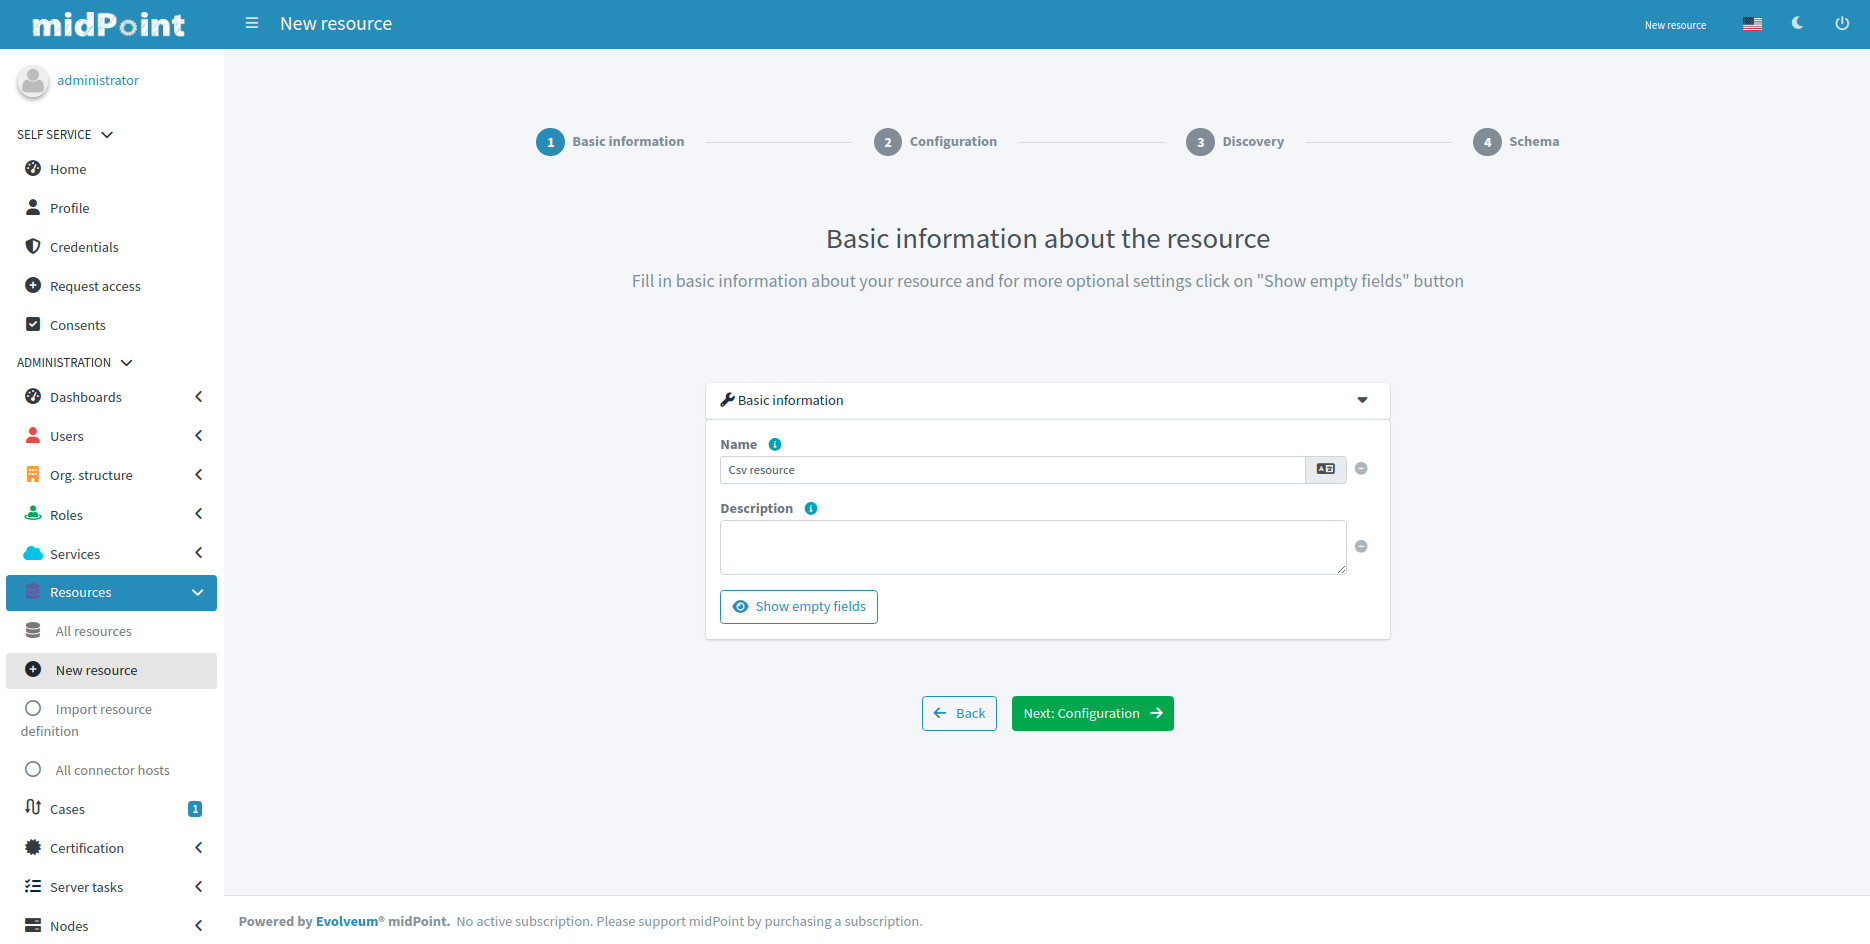 midPoint
New resource
New resource
administrator
SELF SERVICE
Home
Profile
Credentials
Request access
Consents
ADMINISTRATION
Dashboards
Users
Org. structure
Roles
Services
Resources
All resources
New resource
Import resource
definition
All connector hosts
Cases 1
Certification
Server tasks
Nodes
1 Basic information
2 Configuration
3 Discovery
4 Schema
Basic information about the resource
Fill in basic information about your resource and for more optional settings click on "Show empty fields" button
Basic information
Name
Csv resource
Description
Show empty fields
Back
Next: Configuration
Powered by Evolveum® midPoint. No active subscription. Please support midPoint by purchasing a subscription.